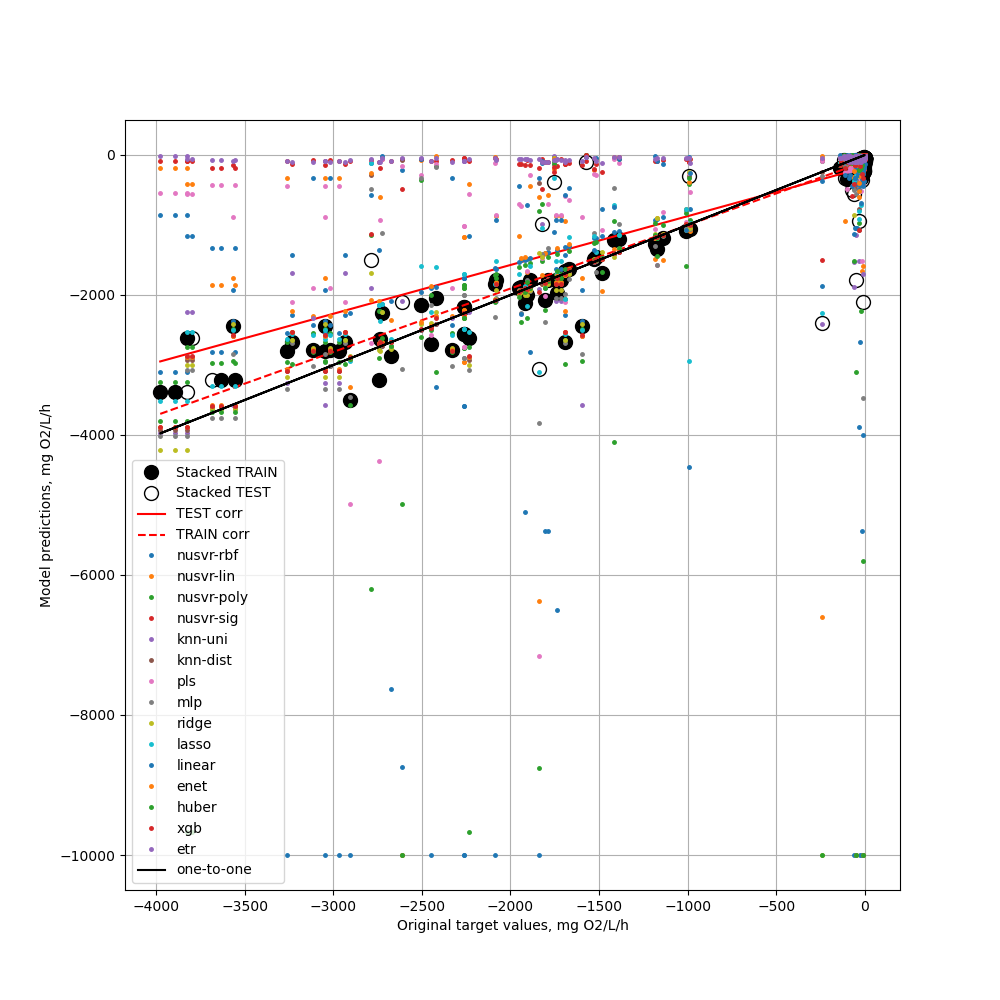 0
−2000
−4000
−6000
−8000
−10000
Model predictions, mg O2/L/h
Stacked TRAIN
Stacked TEST
TEST corr
TRAIN corr
nusvr-rbf
nusvr-lin
nusvr-poly
nusvr-sig
knn-uni
knn-dist
pls
mlp
ridge
lasso
linear
enet
huber
xgb
etr
one-to-one
−4000 −3500 −3000 −2500 −2000 −1500 −1000 −500 0
Original target values, mg O2/L/h